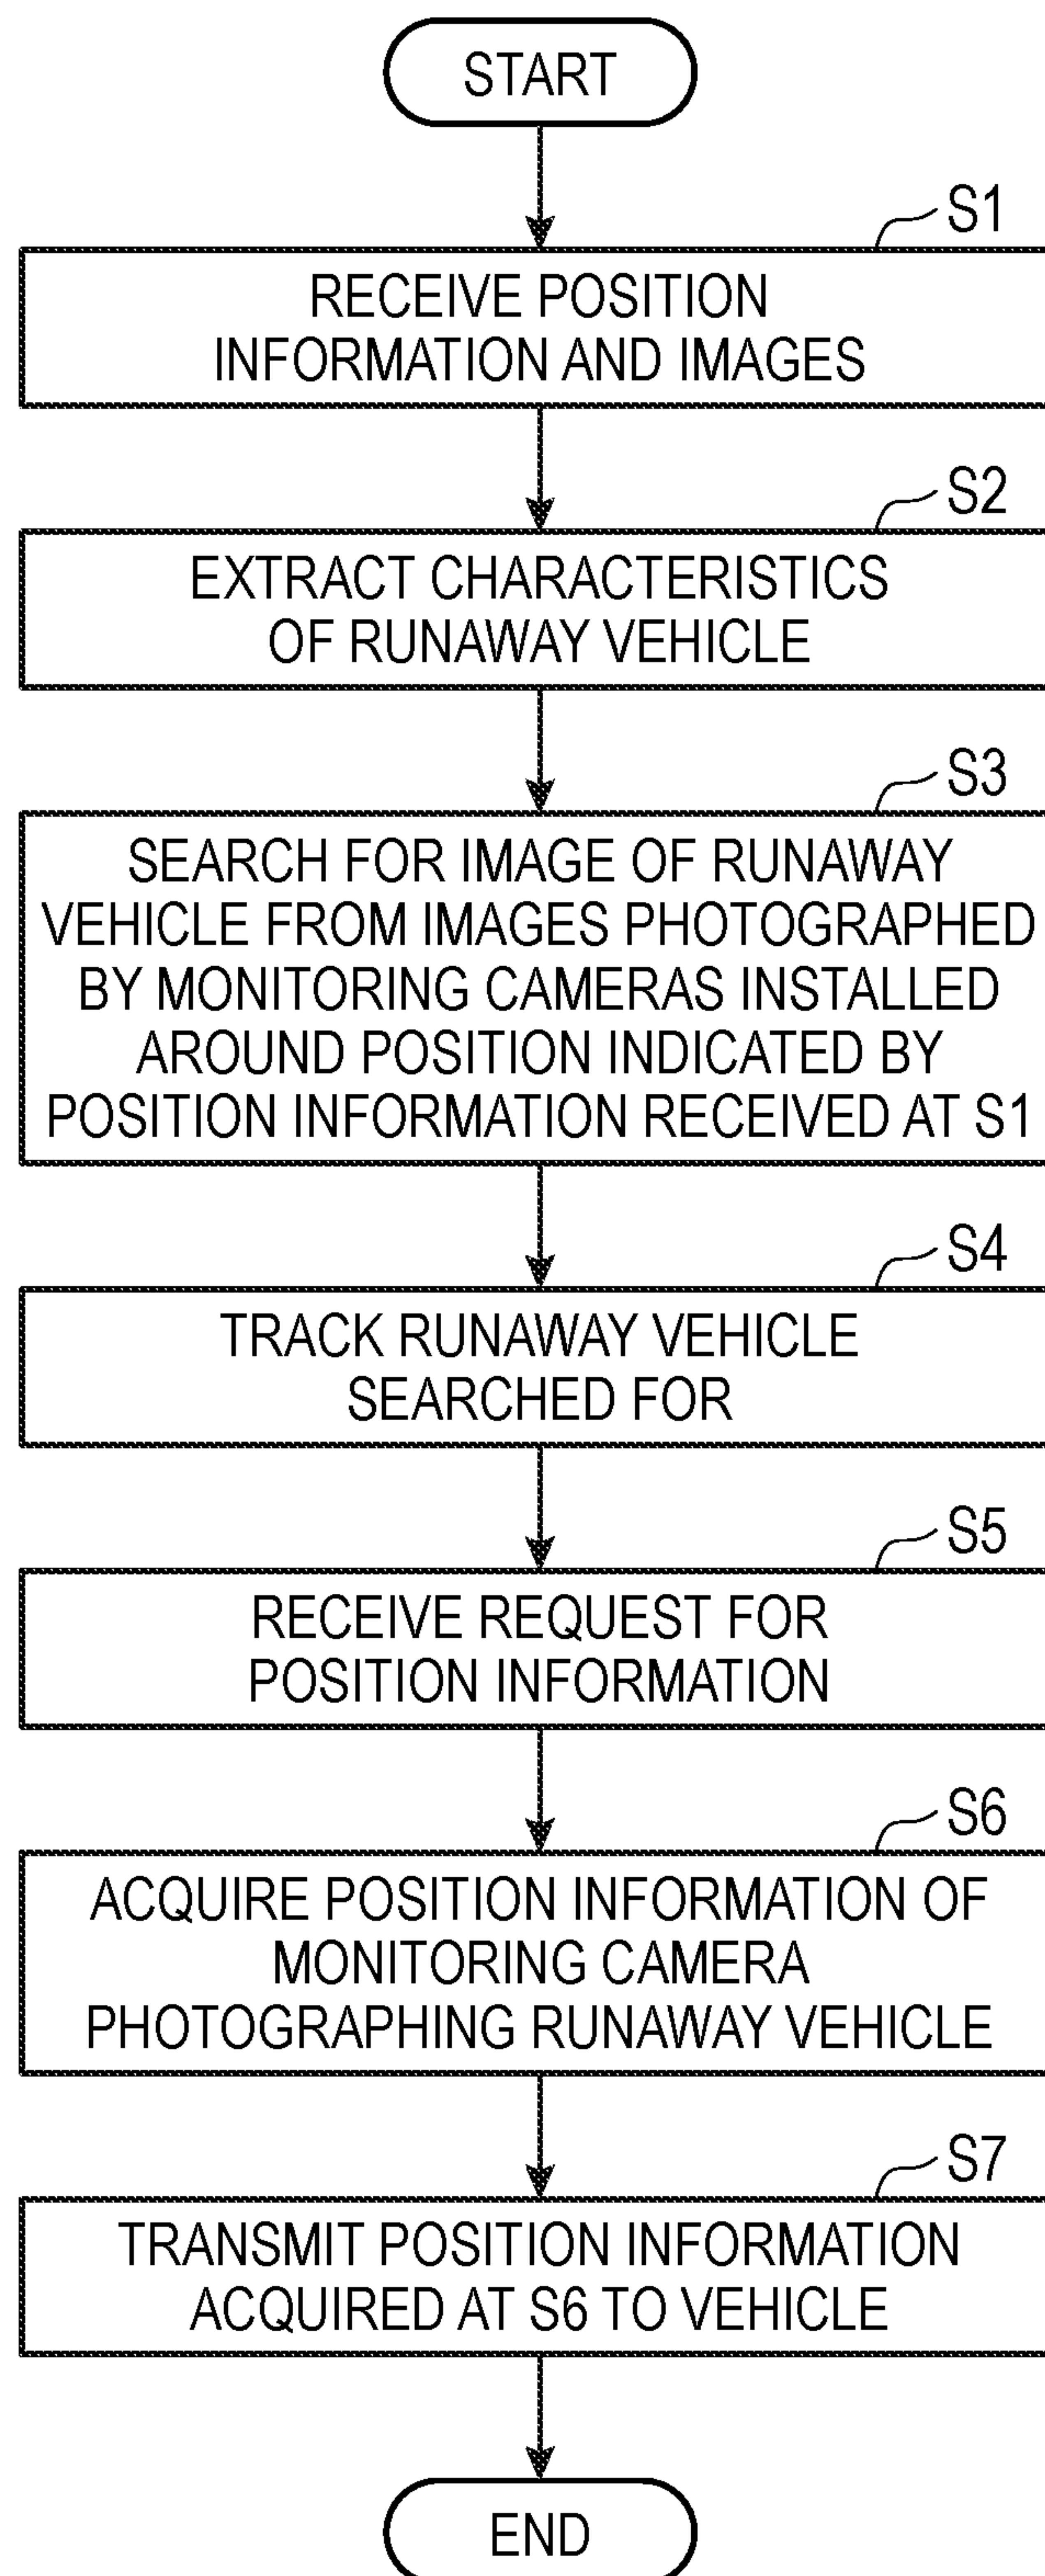 START
S1
RECEIVE POSITION
INFORMATION AND IMAGES
S2
EXTRACT CHARACTERISTICS
OF RUNAWAY VEHICLE
S3
SEARCH FOR IMAGE OF RUNAWAY
VEHICLE FROM IMAGES PHOTOGRAPHED
BY MONITORING CAMERAS INSTALLED
AROUND POSITION INDICATED BY
POSITION INFORMATION RECEIVED AT S1
S4
TRACK RUNAWAY VEHICLE
SEARCHED FOR
S5
RECEIVE REQUEST FOR
POSITION INFORMATION
S6
ACQUIRE POSITION INFORMATION OF
MONITORING CAMERA
PHOTOGRAPHING RUNAWAY VEHICLE
S7
TRANSMIT POSITION INFORMATION
ACQUIRED AT S6 TO VEHICLE
END